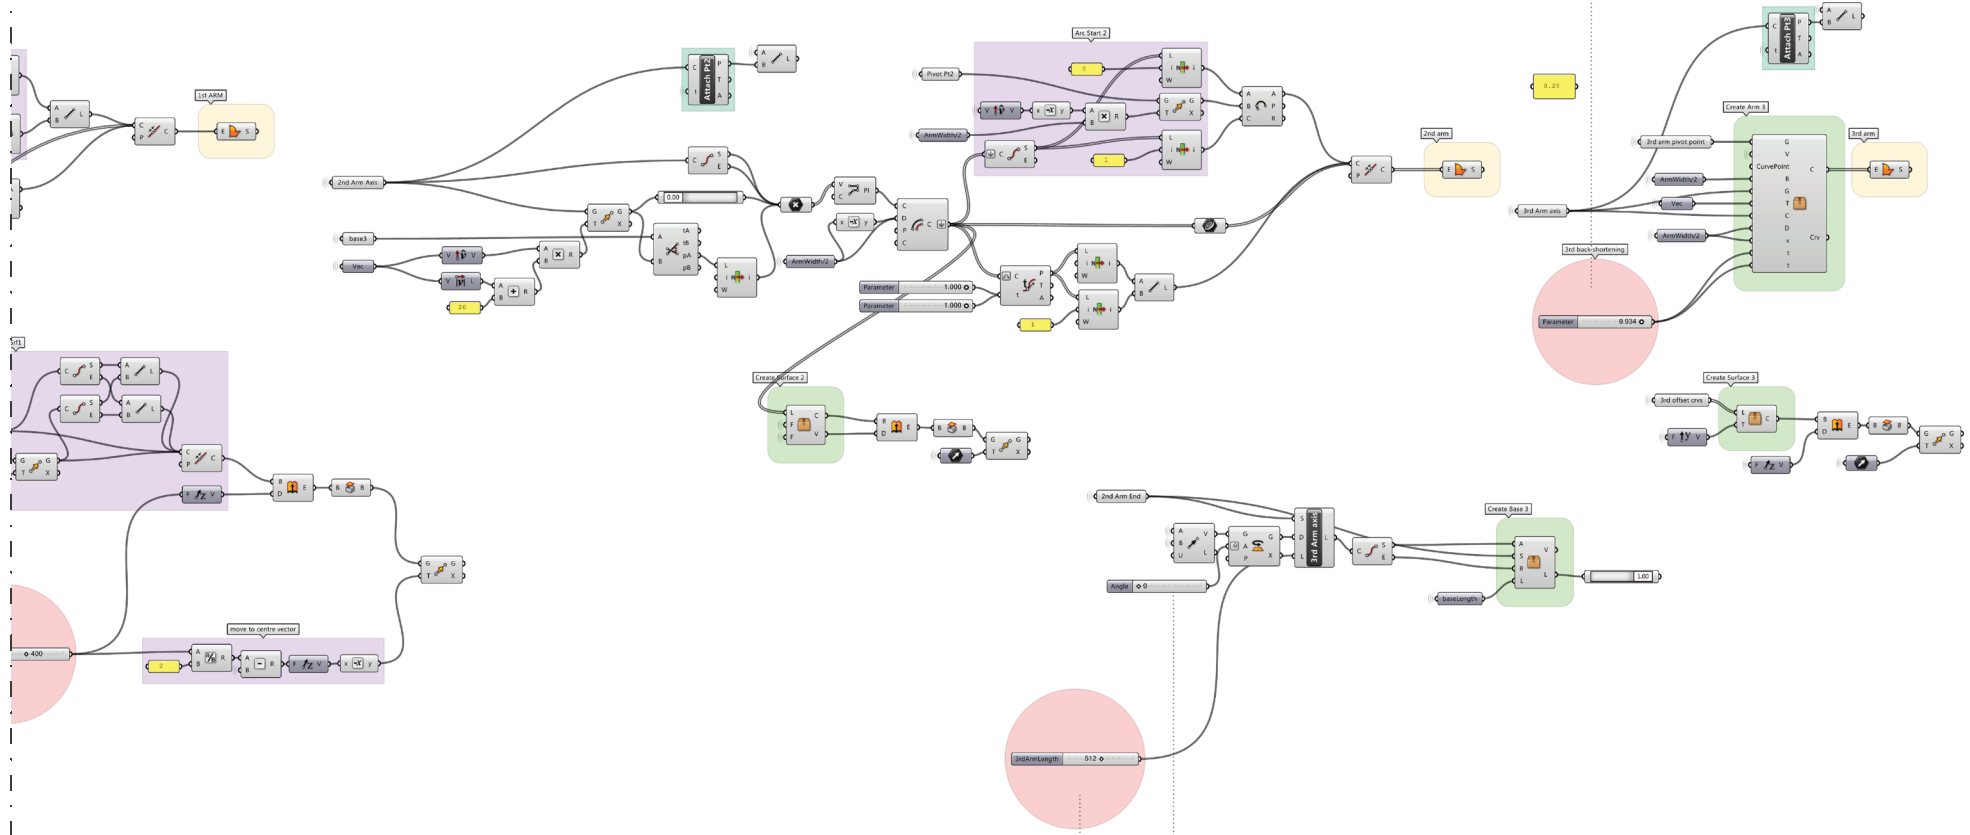 1st ARM
2nd Arm Axis
base3
Vec
20
Attach Pt2
0.00
ArmWidth/2
Parameter 1.000
Parameter 1.000
Arc Start 2
Pivot Pt2
0
ArmWidth/2
1
1
2nd arm
0.25
Attach Pt3
Create Arm 3
3rd arm pivot point
CurvePoint
ArmWidth/2
Vec
3rd Arm axis
ArmWidth/2
Crv
3rd arm
3rd back shortening
Parameter 0.934
Create Surface 2
Create Surface 3
3rd offset crvs
2nd Arm End
Angle 0
3rd Arm axis
Create Base 3
baseLength
1.00
3rdArmLength 512
400
move to centre vector
2